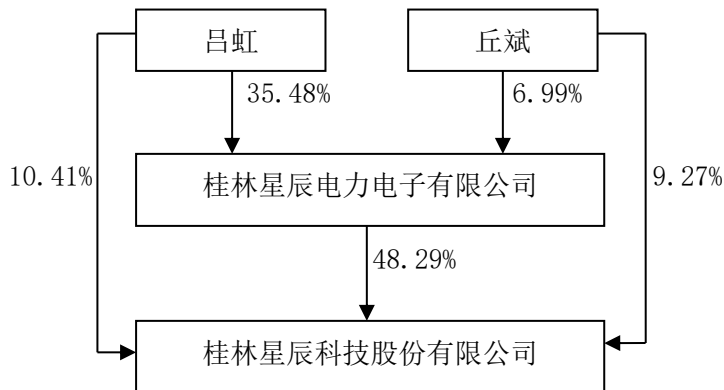 吕虹 丘斌
35.48% 6.99%
10.41% 桂林星辰电力电子有限公司 9.27%
48.29%
桂林星辰科技股份有限公司